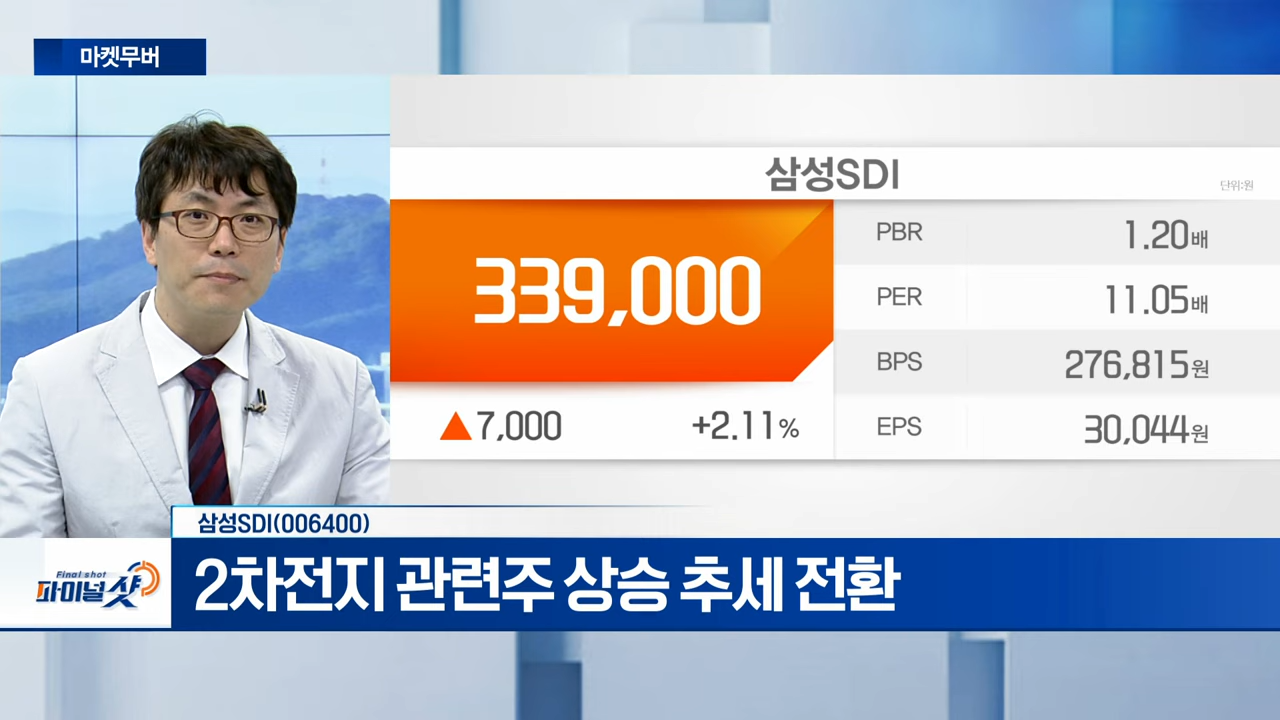 마켓무버
삼성SDI
단위:원
339,000
▲7,000 +2.11%
PBR 1.20배
PER 11.05배
BPS 276,815원
EPS 30,044원
삼성SDI(006400)
Final shot
파이널샷
2차전지 관련주 상승 추세 전환